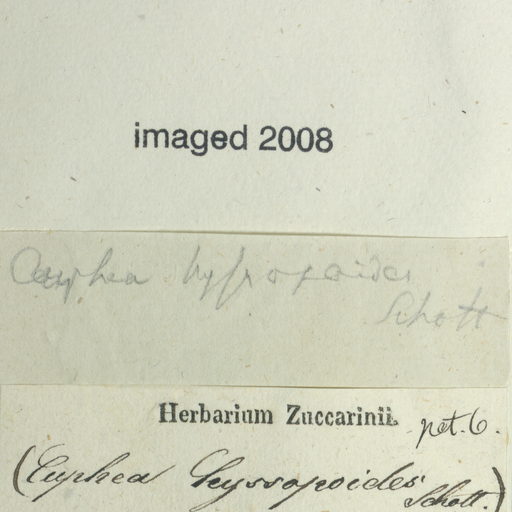 imaged 2008
Cuphea hyssopoides
Schott
Herbarium Zuccarinii.
pet. 6.
(Cuphea hyssopoides Schott.)